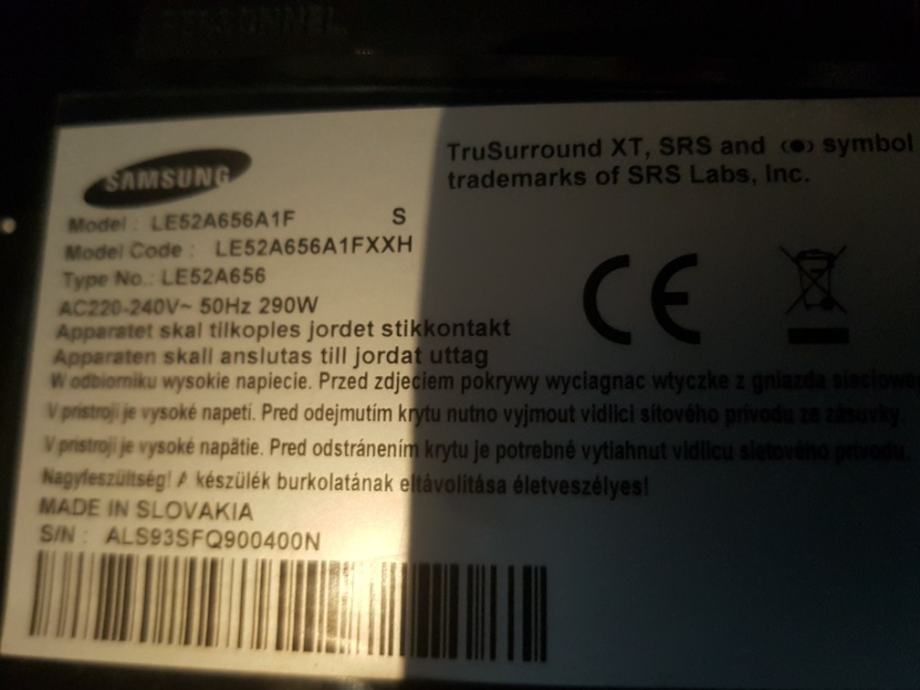 SAMSUNG
Model : LE52A656A1F S
Model Code : LE52A656A1FXXH
Type No.: LE52A656
AC220-240V~ 50Hz 290W
Apparatet skal tilkoples jordet stikkontakt
Apparaten skall anslutas till jordat uttag
W odbiorniku wysokie napiecie. Przed zdjeciem pokrywy wyciagnac wtyczke z gniazda
V pristroji je vysoké napetí. Pred odejmutím krytu nutno vyjmout vidlici sítového prívodu ze zásuvky.
V prístroji je vysoké napätie. Pred odstránením krytu je potrebné vytiahnut vidlicu sietového prívodu.
Nagyfeszültség! A készülék burkolatának eltávolitása életveszélyes!
MADE IN SLOVAKIA
S/N : ALS93SFQ900400N
TruSurround XT, SRS and (●) symbol
trademarks of SRS Labs, Inc.
CE